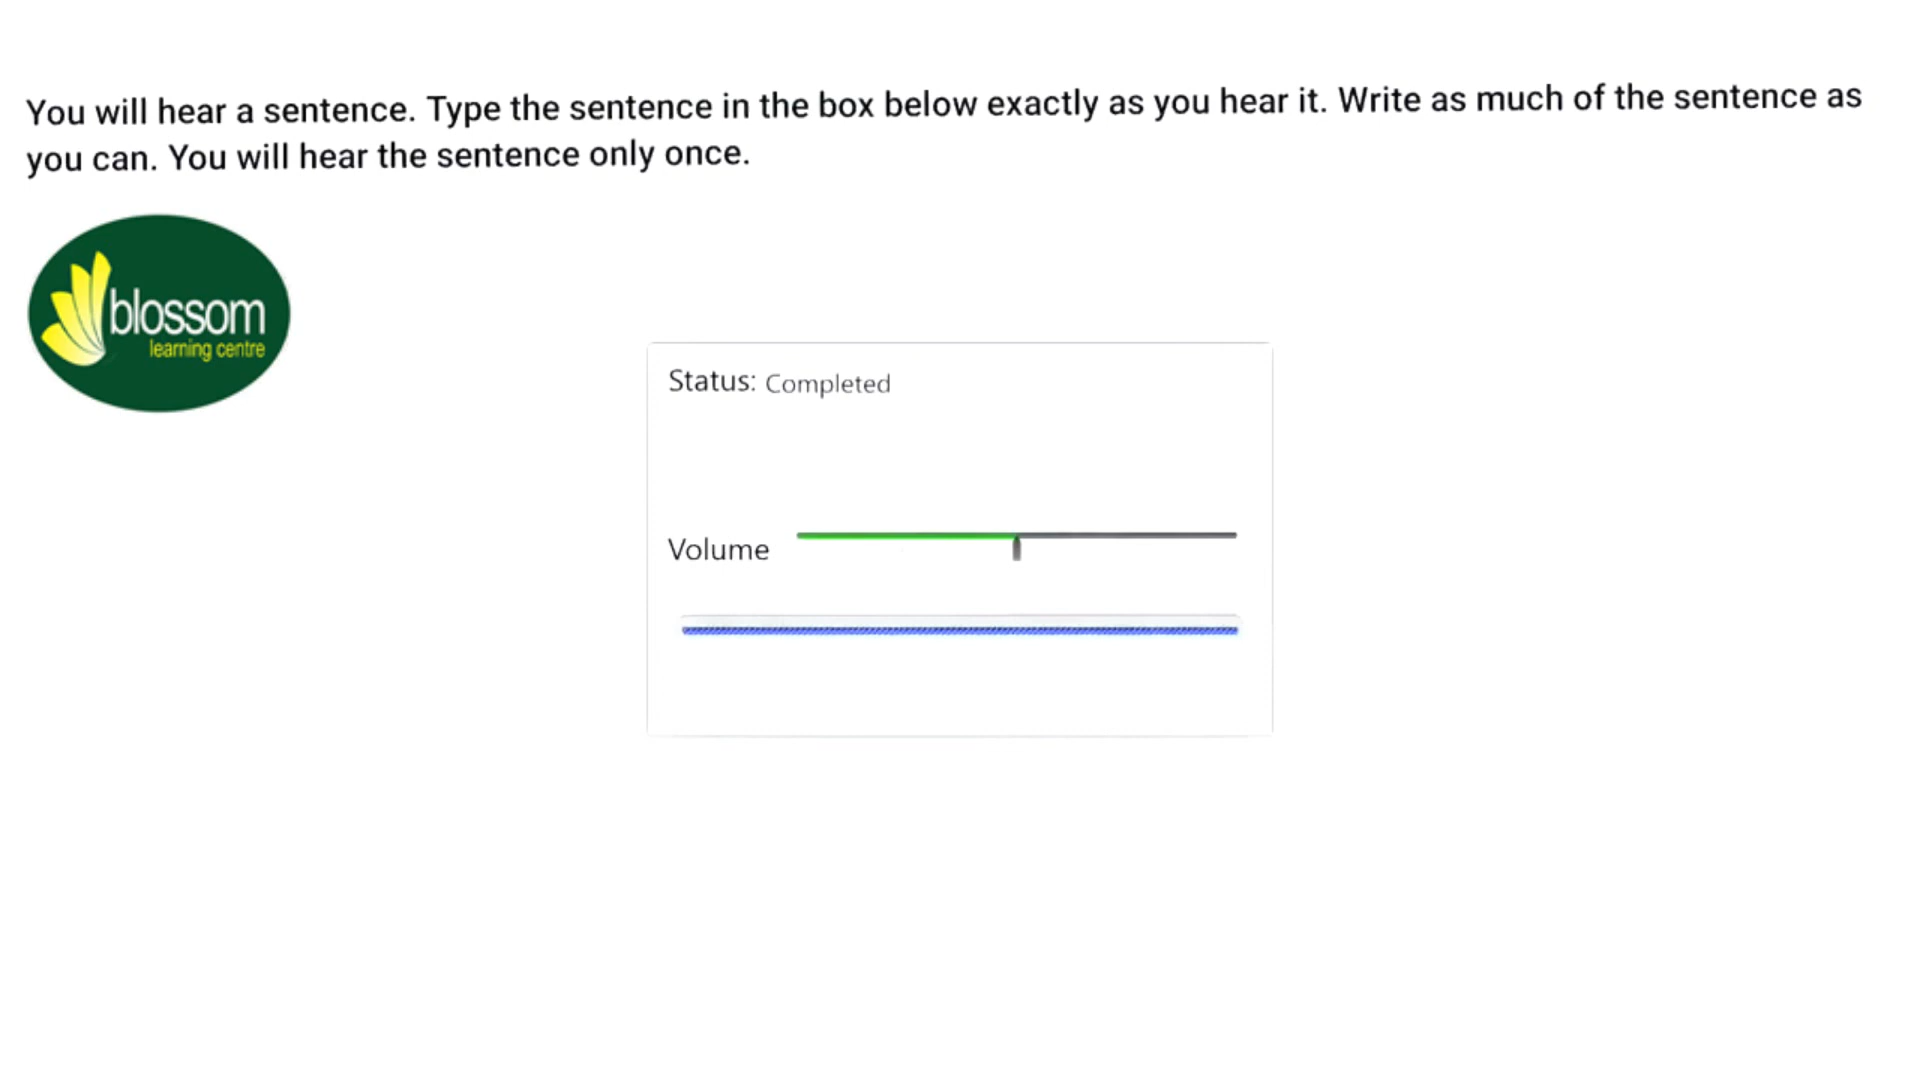 You will hear a sentence. Type the sentence in the box below exactly as you hear it. Write as much of the sentence as
you can. You will hear the sentence only once.
blossom
learning centre
Status: Completed
Volume